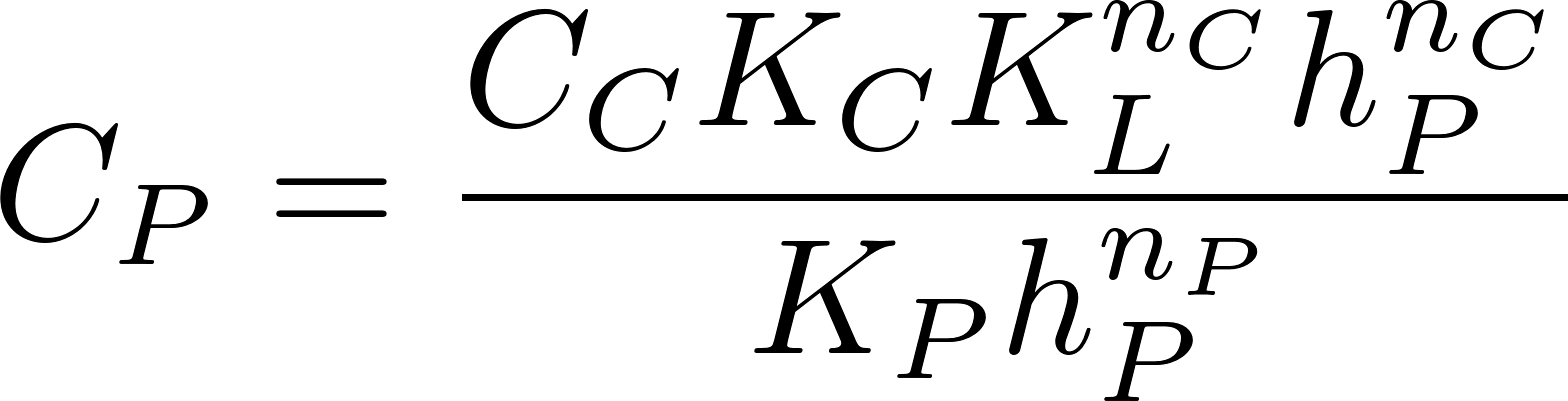 $C_P = \frac{C_C K_C K_L^{n_C} h_P^{n_C}}{K_P h_P^{n_P}}$